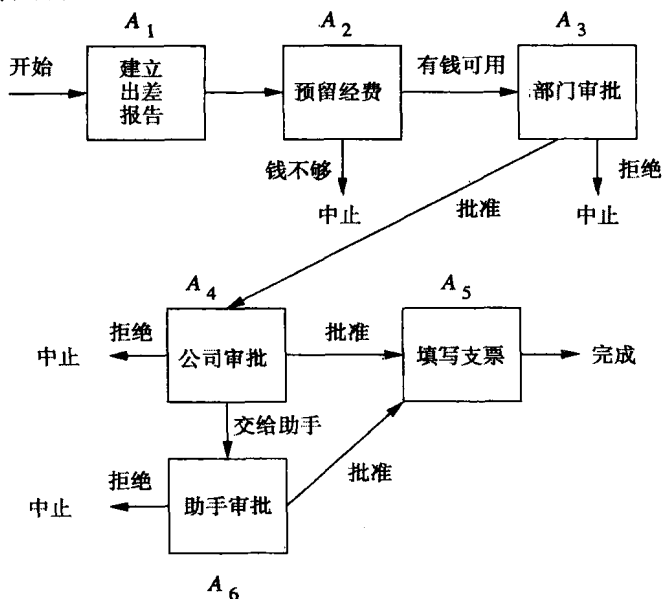 A1
A2
A3
开始
建立
出差
报告
预留经费
有钱可用
部门审批
钱不够
中止
批准
拒绝
中止
A4
A5
中止
拒绝
公司审批
批准
填写支票
完成
交给助手
中止
拒绝
助手审批
批准
A6